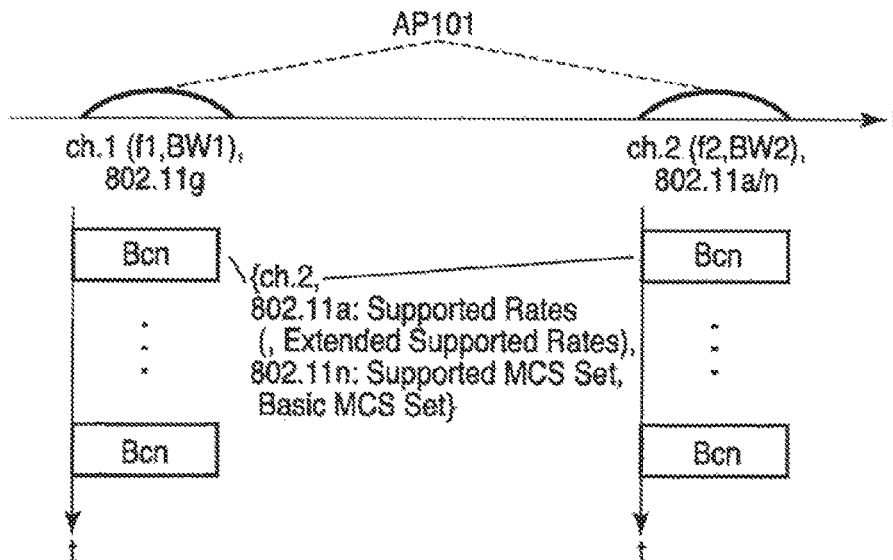 AP101
ch.1 (f1,BW1),
802.11g
ch.2 (f2,BW2),
802.11a/n
Bcn
Bcn
{ch.2,
802.11a: Supported Rates
(, Extended Supported Rates),
802.11n: Supported MCS Set,
Basic MCS Set}
Bcn
Bcn
t
t